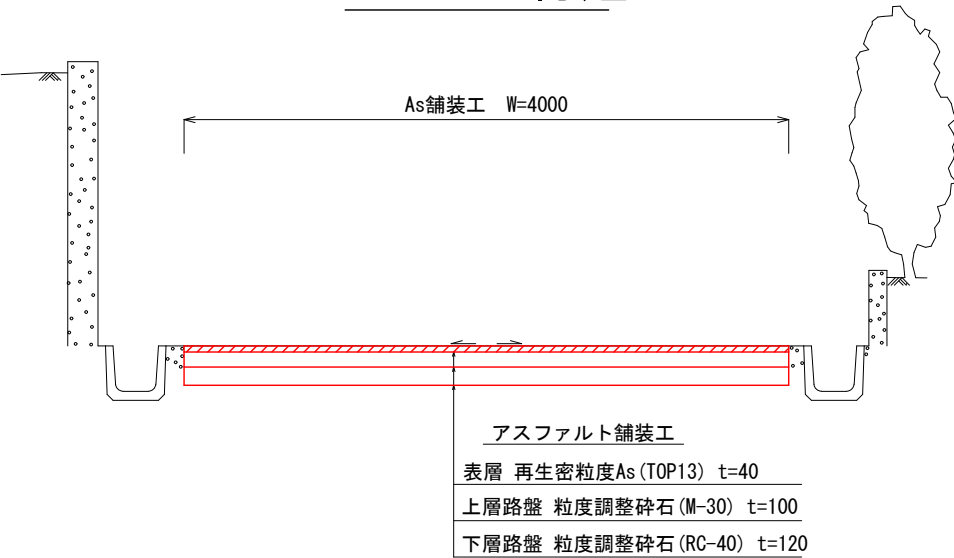 As舗装工 W=4000
アスファルト舗装工
表層 再生密粒度As(TOP13) t=40
上層路盤 粒度調整砕石(M-30) t=100
下層路盤 粒度調整砕石(RC-40) t=120